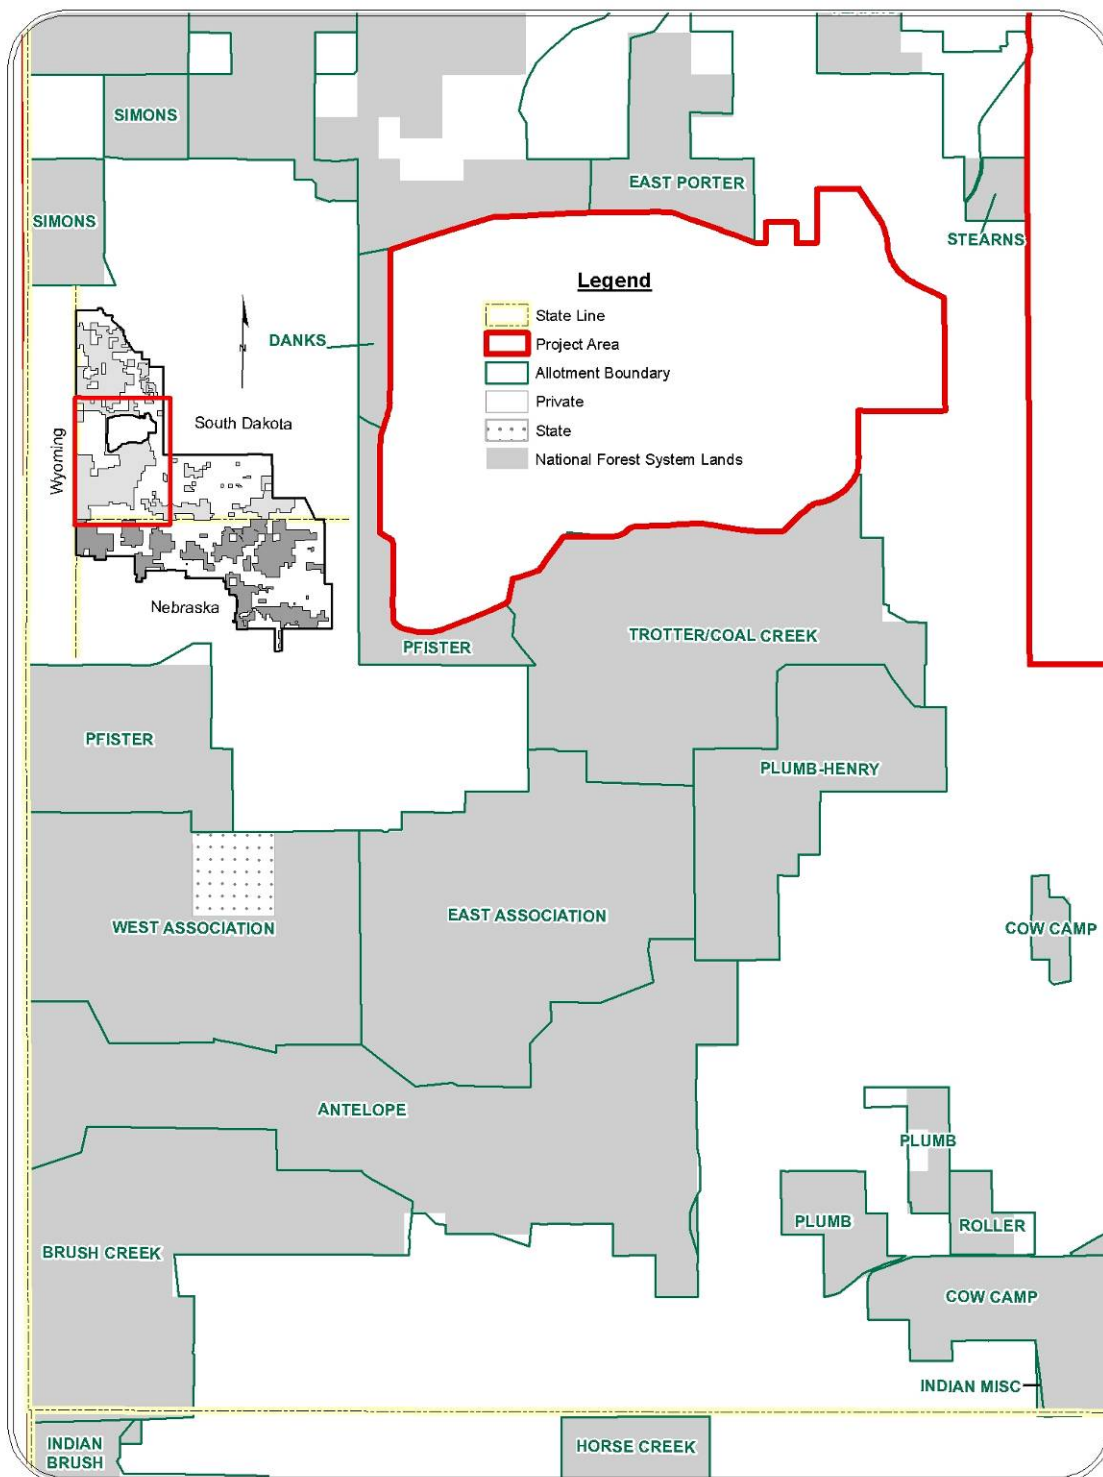 SIMONS
EAST PORTER
SIMONS
STEARNS
Legend
State Line
Project Area
Allotment Boundary
Private
State
National Forest System Lands
DANKS
N
South Dakota
Wyoming
Nebraska
TROTTER/COAL CREEK
PFISTER
PFISTER
PLUMB-HENRY
EAST ASSOCIATION
WEST ASSOCIATION
COW CAMP
ANTELOPE
PLUMB
PLUMB
ROLLER
BRUSH CREEK
COW CAMP
INDIAN MISC
INDIAN
BRUSH
HORSE CREEK